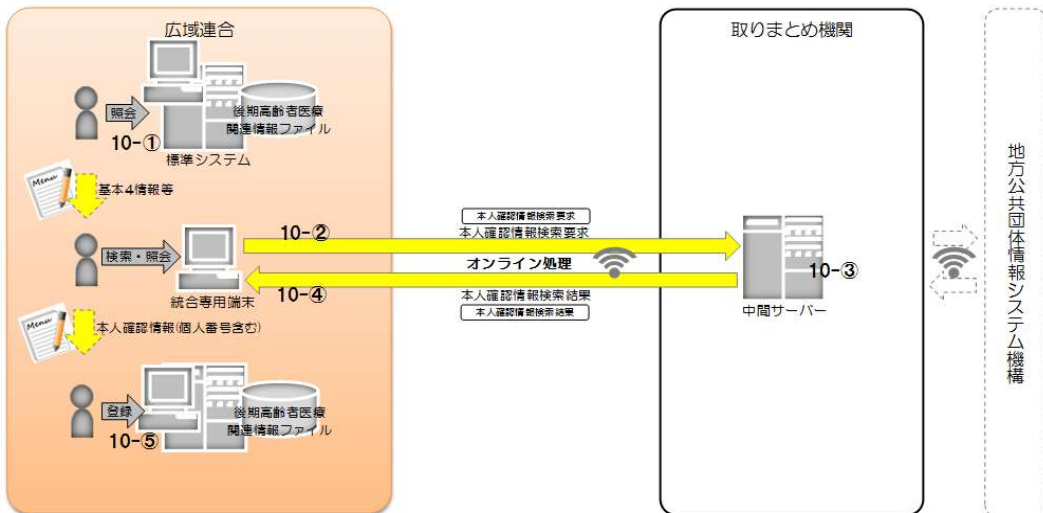 広域連合
照会
10-①
後期高齢者医療
関連情報ファイル
標準システム
Menu
基本4情報等
検索・照会
統合専用端末
Menu
本人確認情報(個人番号含む)
登録
10-⑤
後期高齢者医療
関連情報ファイル
10-②
本人確認情報検索要求
本人確認情報検索要求
オンライン処理
10-④
本人確認情報検索結果
本人確認情報検索結果
取りまとめ機関
10-③
中間サーバー
地方公共団体情報システム機構